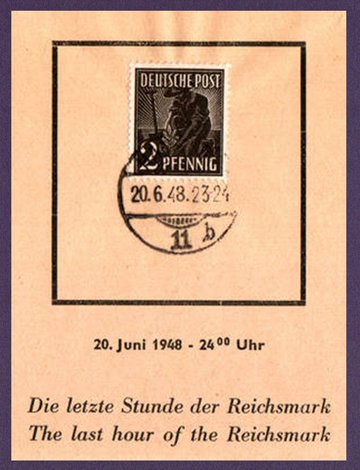 DEUTSCHE POST
2 PFENNIG
20.6.48.23-24
11 b
20. Juni 1948 - 24⁰⁰ Uhr
Die letzte Stunde der Reichsmark
The last hour of the Reichsmark